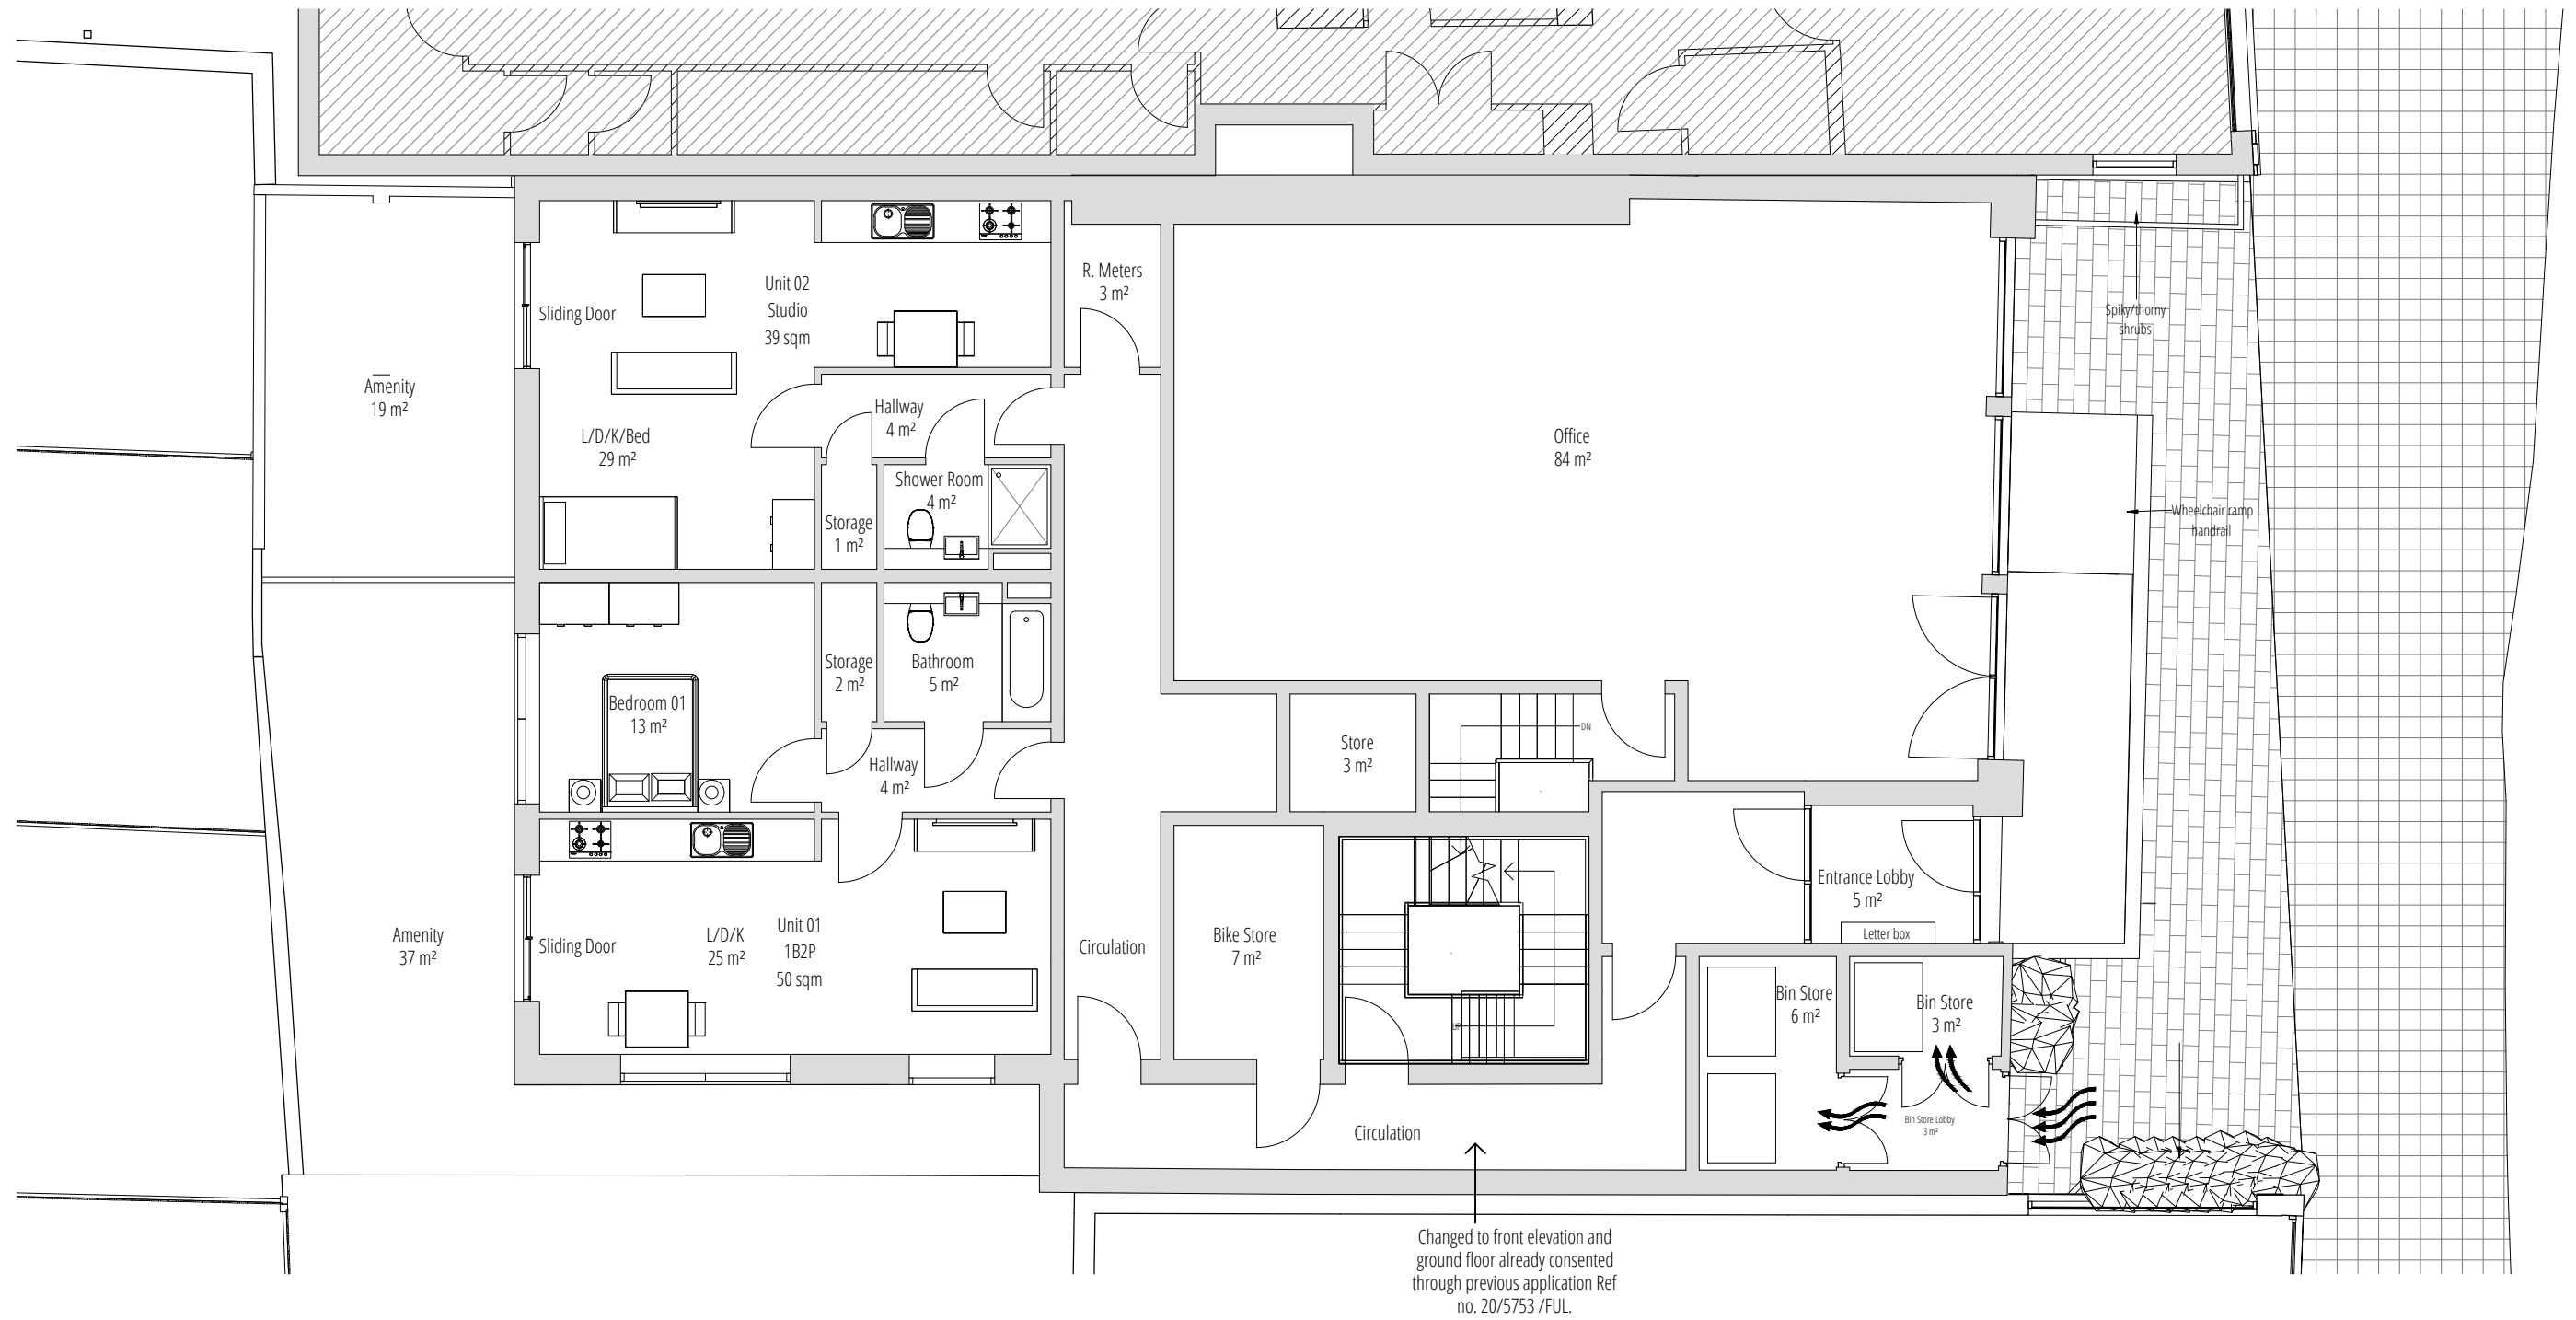 R. Meters
3 m²
Unit 02
Studio
39 sqm
Sliding Door
Spiky/thorny
shrubs
Amenity
19 m²
Hallway
4 m²
L/D/K/Bed
29 m²
Office
84 m²
Shower Room
4 m²
Storage
1 m²
Wheelchair ramp
handrail
Storage
2 m²
Bathroom
5 m²
Bedroom 01
13 m²
DN
Store
3 m²
Hallway
4 m²
Entrance Lobby
5 m²
Letter box
Amenity
37 m²
Sliding Door
L/D/K
25 m²
Unit 01
1B2P
50 sqm
Circulation
Bike Store
7 m²
Bin Store
6 m²
Bin Store
3 m²
Bin Store Lobby
3 m²
Circulation
Changed to front elevation and
ground floor already consented
through previous application Ref
no. 20/5753 /FUL.